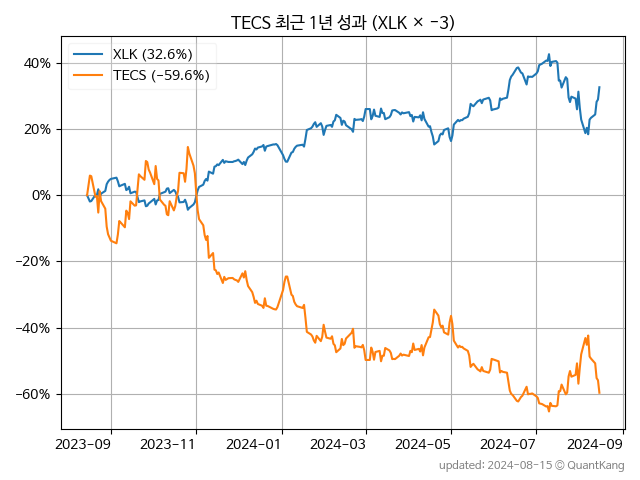 TECS 최근 1년 성과 (XLK × −3)
XLK (32.6%)
TECS (−59.6%)
40%
20%
0%
−20%
−40%
−60%
2023-09 2023-11 2024-01 2024-03 2024-05 2024-07 2024-09
updated: 2024-08-15 © QuantKang